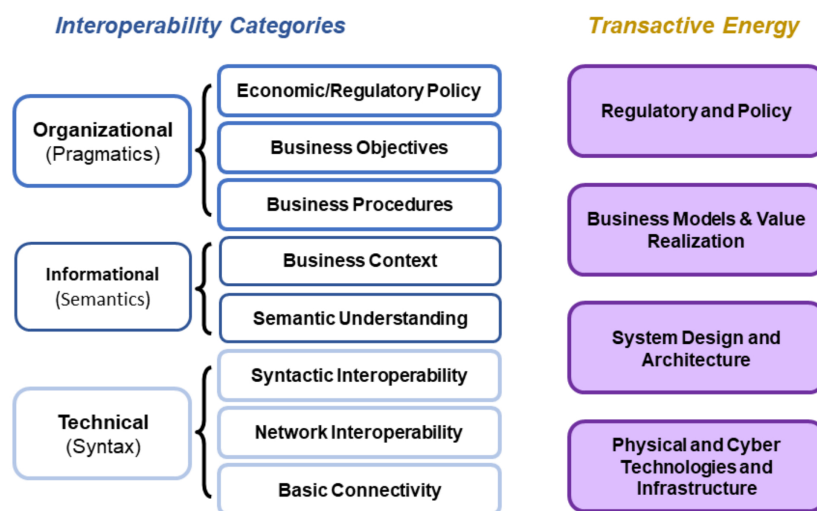 Interoperability Categories
Organizational
(Pragmatics)
Economic/Regulatory Policy
Business Objectives
Business Procedures
Informational
(Semantics)
Business Context
Semantic Understanding
Technical
(Syntax)
Syntactic Interoperability
Network Interoperability
Basic Connectivity
Transactive Energy
Regulatory and Policy
Business Models & Value
Realization
System Design and
Architecture
Physical and Cyber
Technologies and
Infrastructure